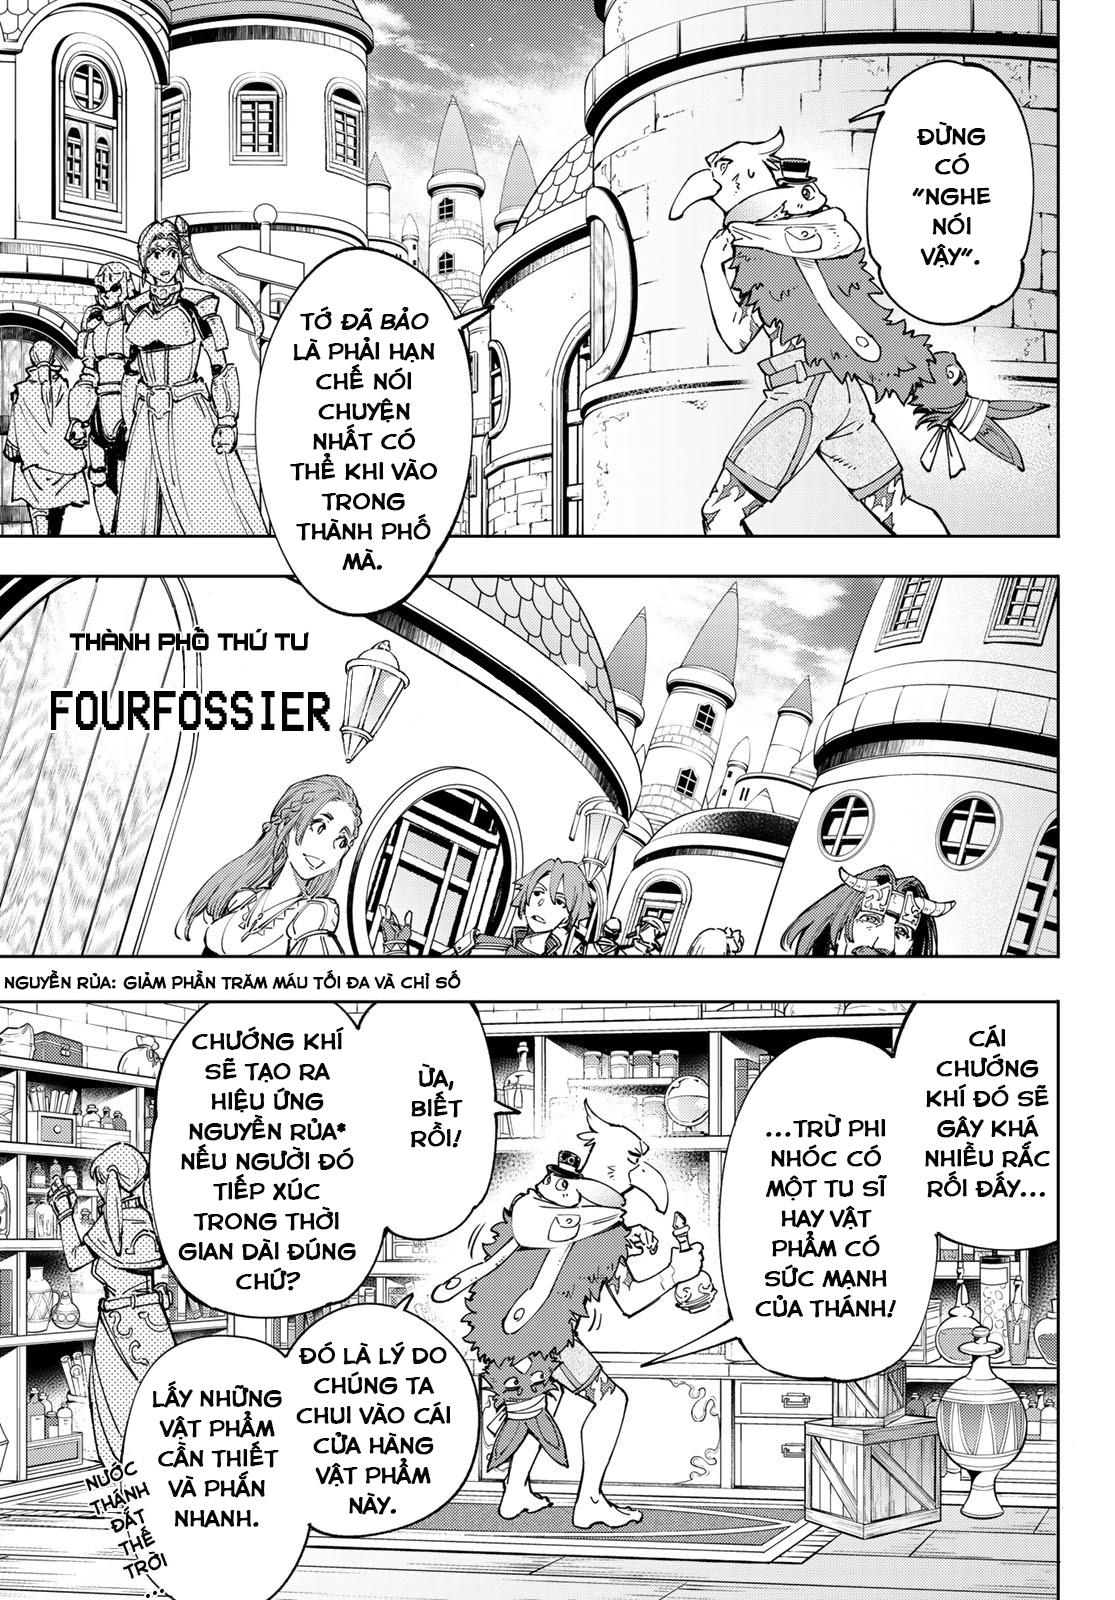 ĐỪNG
CÓ
“NGHE
NÓI
VẬY”.
TỚ ĐÃ BẢO
LÀ PHẢI HẠN
CHẾ NÓI
CHUYỆN
NHẤT CÓ
THỂ KHI VÀO
TRONG
THÀNH PHỐ
MÀ.
THÀNH PHỐ THỨ TƯ
FOURFOSSIER
NGUYỀN RỦA: GIẢM PHẦN TRĂM MÁU TỐI ĐA VÀ CHỈ SỐ
CÁI
CHƯỚNG
KHÍ ĐÓ SẼ
GÂY KHÁ
NHIỀU RẮC
RỐI ĐẤY...
...TRỪ PHI
NHÓC CÓ
MỘT TU SĨ
HAY VẬT
PHẨM CÓ
SỨC MẠNH
CỦA THÁNH!
ỪA,
BIẾT
RỒI!
CHƯỚNG KHÍ
SẼ TẠO RA
HIỆU ỨNG
NGUYỀN RỦA*
NẾU NGƯỜI ĐÓ
TIẾP XÚC
TRONG THỜI
GIAN DÀI ĐÚNG
CHỨ?
ĐÓ LÀ LÝ DO
CHÚNG TA
CHUI VÀO CÁI
CỬA HÀNG
VẬT PHẨM
NÀY.
LẤY NHỮNG
VẬT PHẨM
CẦN THIẾT
VÀ PHẮN
NHANH.
NƯỚC
THÁNH
ĐẮT
THẾ
TRỜI
...